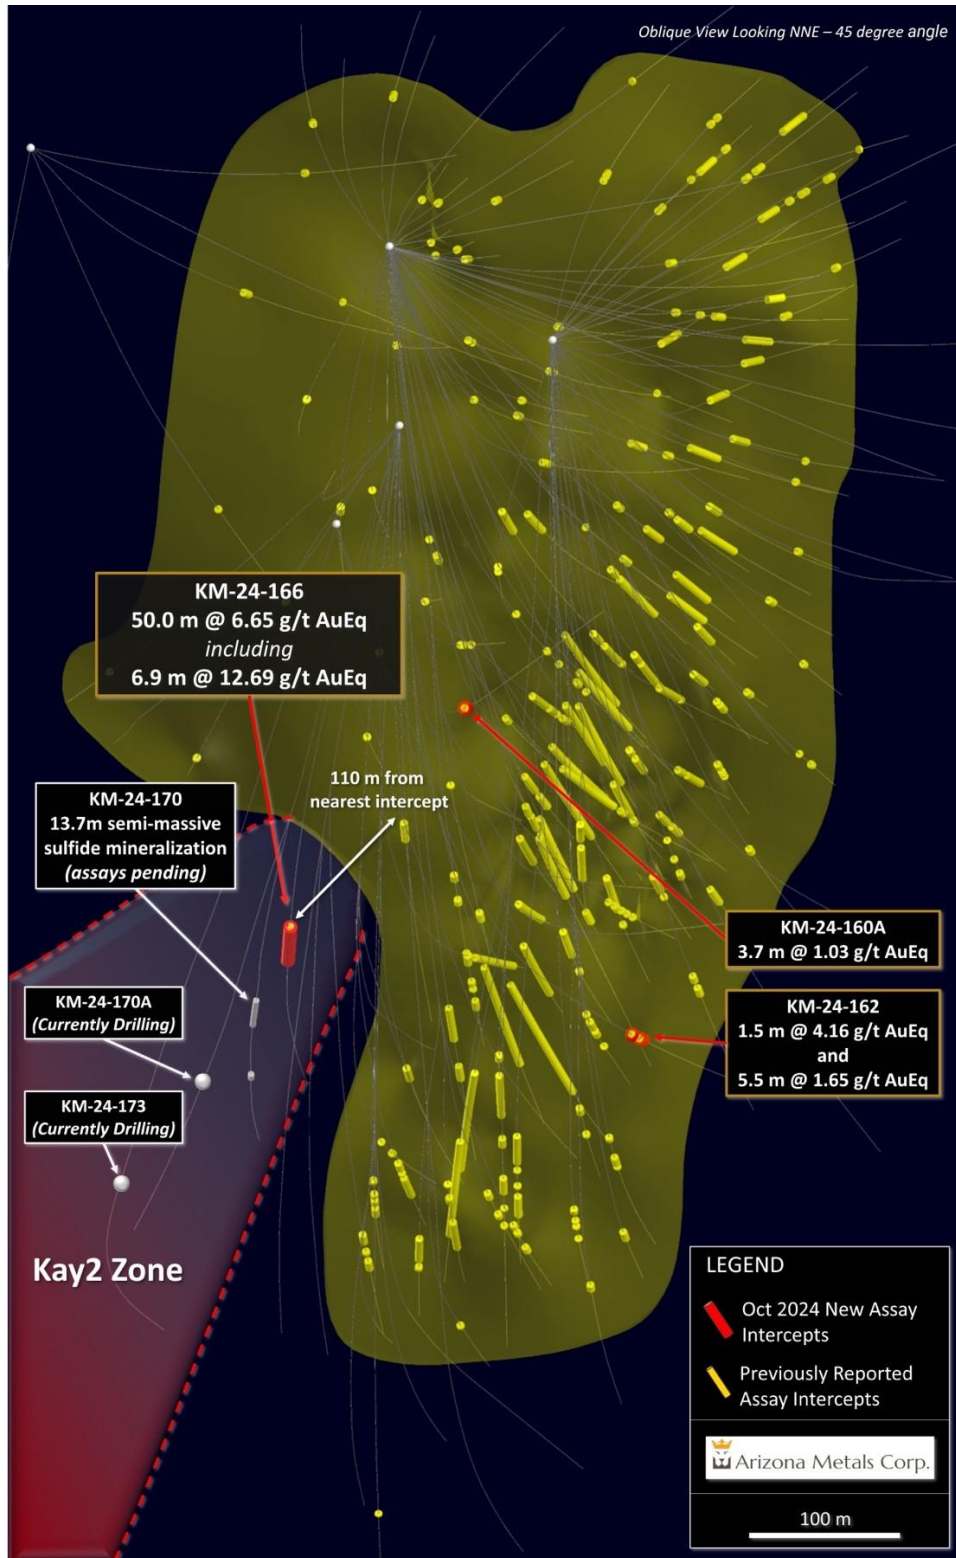 Oblique View Looking NNE – 45 degree angle
KM-24-166
50.0 m @ 6.65 g/t AuEq
including
6.9 m @ 12.69 g/t AuEq
110 m from
nearest intercept
KM-24-170
13.7m semi-massive
sulfide mineralization
(assays pending)
KM-24-160A
3.7 m @ 1.03 g/t AuEq
KM-24-170A
(Currently Drilling)
KM-24-162
1.5 m @ 4.16 g/t AuEq
and
5.5 m @ 1.65 g/t AuEq
KM-24-173
(Currently Drilling)
Kay2 Zone
LEGEND
Oct 2024 New Assay
Intercepts
Previously Reported
Assay Intercepts
Arizona Metals Corp.
100 m